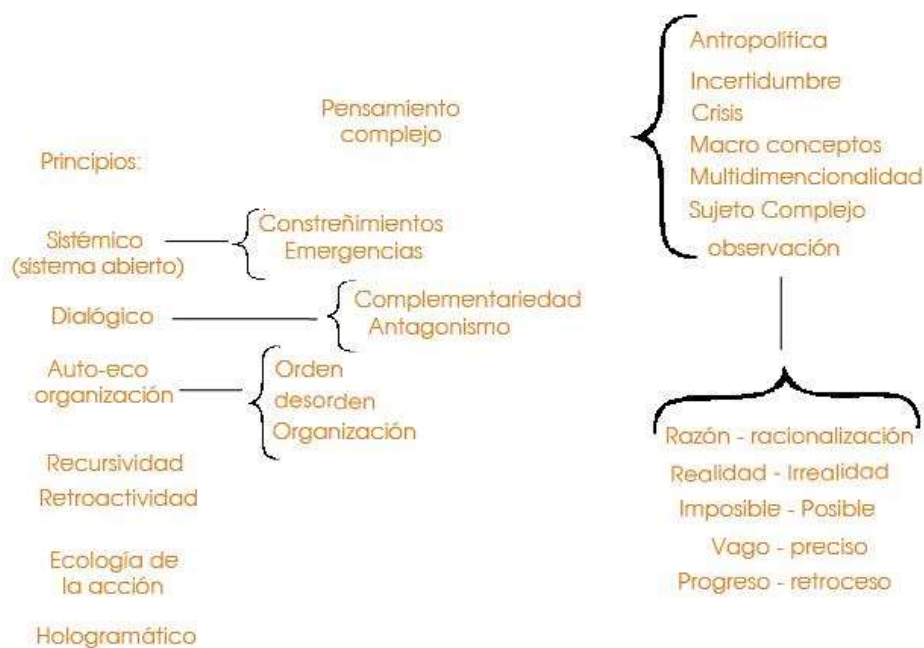 Pensamiento
complejo
Principios:
Sistémico
(sistema abierto)
Constreñimientos
Emergencias
Dialógico
Complementariedad
Antagonismo
Auto-eco
organización
Orden
desorden
Organización
Recursividad
Retroactividad
Ecología de
la acción
Hologramático
Antropolítica
Incertidumbre
Crisis
Macro conceptos
Multidimencionalidad
Sujeto Complejo
observación
Razón - racionalización
Realidad - Irrealidad
Imposible - Posible
Vago - preciso
Progreso - retroceso